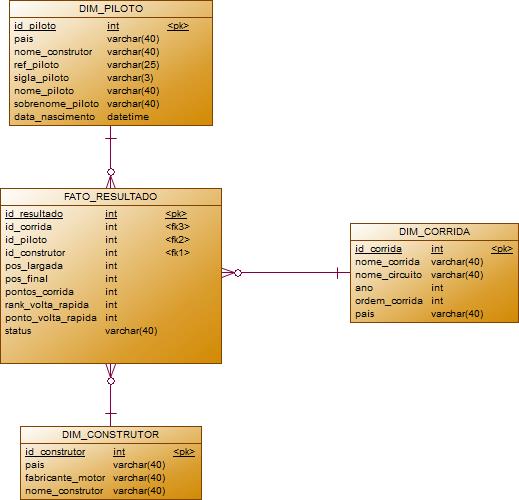 DIM_PILOTO
id_piloto int <pk>
pais varchar(40)
nome_construtor varchar(40)
ref_piloto varchar(25)
sigla_piloto varchar(3)
nome_piloto varchar(40)
sobrenome_piloto varchar(40)
data_nascimento datetime
FATO_RESULTADO
id_resultado int <pk>
id_corrida int <fk3>
id_piloto int <fk2>
id_construtor int <fk1>
pos_largada int
pos_final int
pontos_corrida int
rank_volta_rapida int
ponto_volta_rapida int
status varchar(40)
DIM_CORRIDA
id_corrida int <pk>
nome_corrida varchar(40)
nome_circuito varchar(40)
ano int
ordem_corrida int
pais varchar(40)
DIM_CONSTRUTOR
id_construtor int <pk>
pais varchar(40)
fabricante_motor varchar(40)
nome_construtor varchar(40)